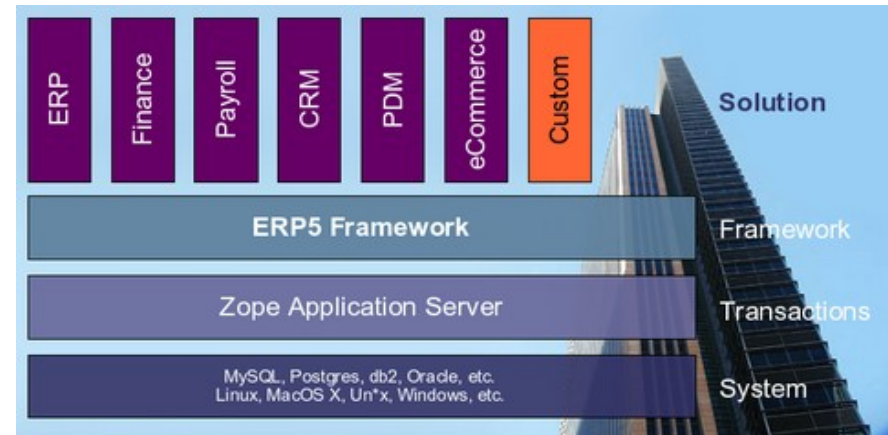 ERP
Finance
Payroll
CRM
PDM
eCommerce
Custom
Solution
ERP5 Framework
Framework
Zope Application Server
Transactions
MySQL, Postgres, db2, Oracle, etc.
Linux, MacOS X, Un*x, Windows, etc.
System